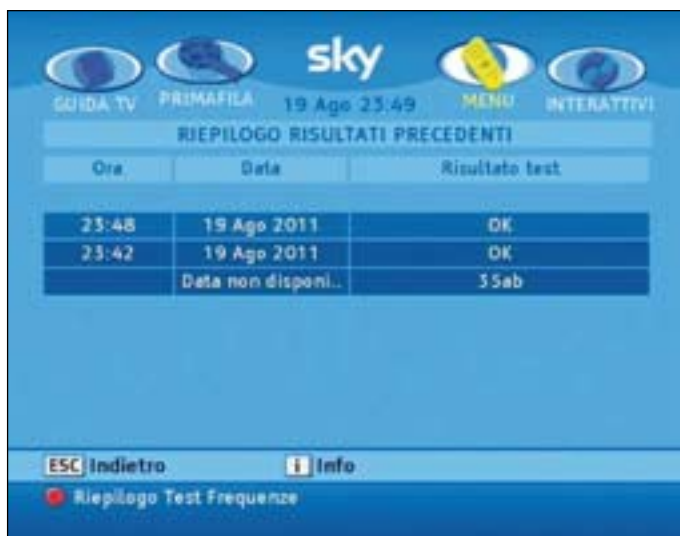 sky
GUIDA TV PRIMAFILA 19 Ago 23:49 MENU INTERATTIVI
RIEPILOGO RISULTATI PRECEDENTI
Ora Data Risultato test
23:48 19 Ago 2011 OK
23:42 19 Ago 2011 OK
Data non disponi.. 35ab
ESC Indietro i Info
Riepilogo Test Frequenze